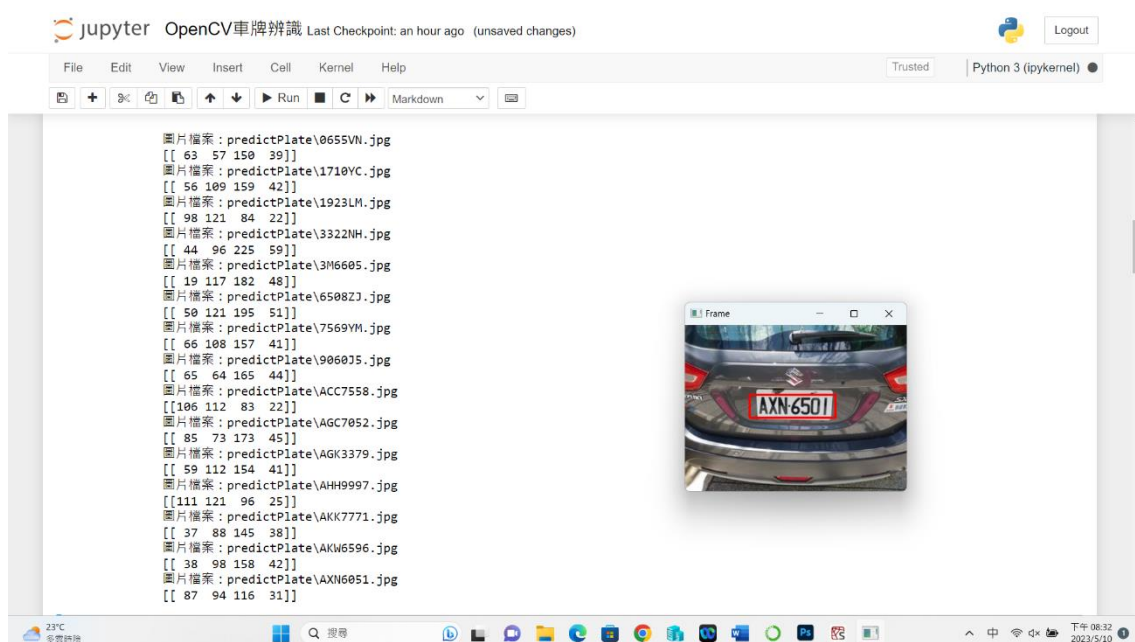 jupyter OpenCV車牌辨識 Last Checkpoint: an hour ago (unsaved changes)
Logout
File Edit View Insert Cell Kernel Help
Trusted Python 3 (ipykernel)
Run Markdown
圖片檔案：predictPlate\0655VN.jpg
[[ 63 57 150 39]]
圖片檔案：predictPlate\1710YC.jpg
[[ 56 109 159 42]]
圖片檔案：predictPlate\1923LM.jpg
[[ 98 121 84 22]]
圖片檔案：predictPlate\3322NH.jpg
[[ 44 96 225 59]]
圖片檔案：predictPlate\3M6605.jpg
[[ 19 117 182 48]]
圖片檔案：predictPlate\6508ZJ.jpg
[[ 50 121 195 51]]
圖片檔案：predictPlate\7569YM.jpg
[[ 66 108 157 41]]
圖片檔案：predictPlate\9060J5.jpg
[[ 65 64 165 44]]
圖片檔案：predictPlate\ACC7558.jpg
[[106 112 83 22]]
圖片檔案：predictPlate\AGC7052.jpg
[[ 85 73 173 45]]
圖片檔案：predictPlate\AGK3379.jpg
[[ 59 112 154 41]]
圖片檔案：predictPlate\AHH9997.jpg
[[111 121 96 25]]
圖片檔案：predictPlate\AKK7771.jpg
[[ 37 88 145 38]]
圖片檔案：predictPlate\AKW6596.jpg
[[ 38 98 158 42]]
圖片檔案：predictPlate\AXN6051.jpg
[[ 87 94 116 31]]
Frame
AXN-6501
23°C
搜尋
Ps
中
下午 08:32
2023/5/10
1